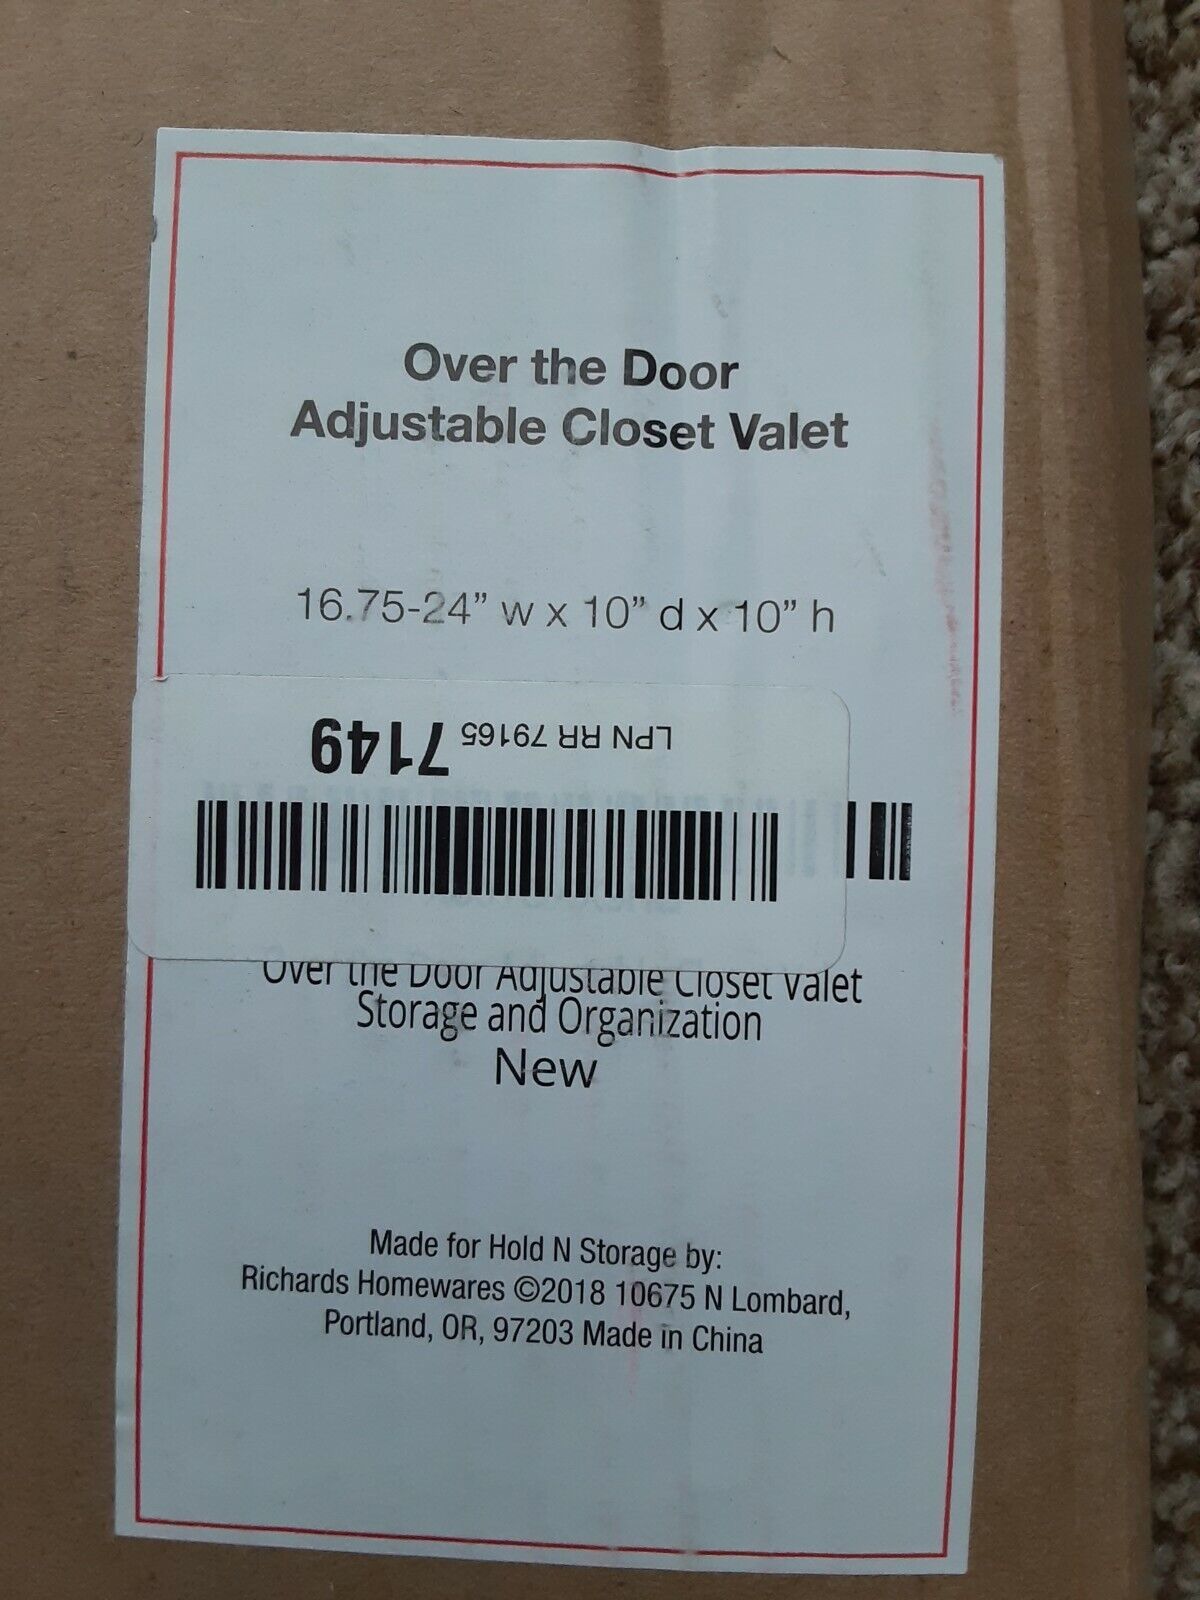 Over the Door
Adjustable Closet Valet
16.75-24” w x 10” d x 10” h
LPN RR 79165 7149
Over the Door Adjustable Closet Valet
Storage and Organization
New
Made for Hold N Storage by:
Richards Homewares ©2018 10675 N Lombard,
Portland, OR, 97203 Made in China